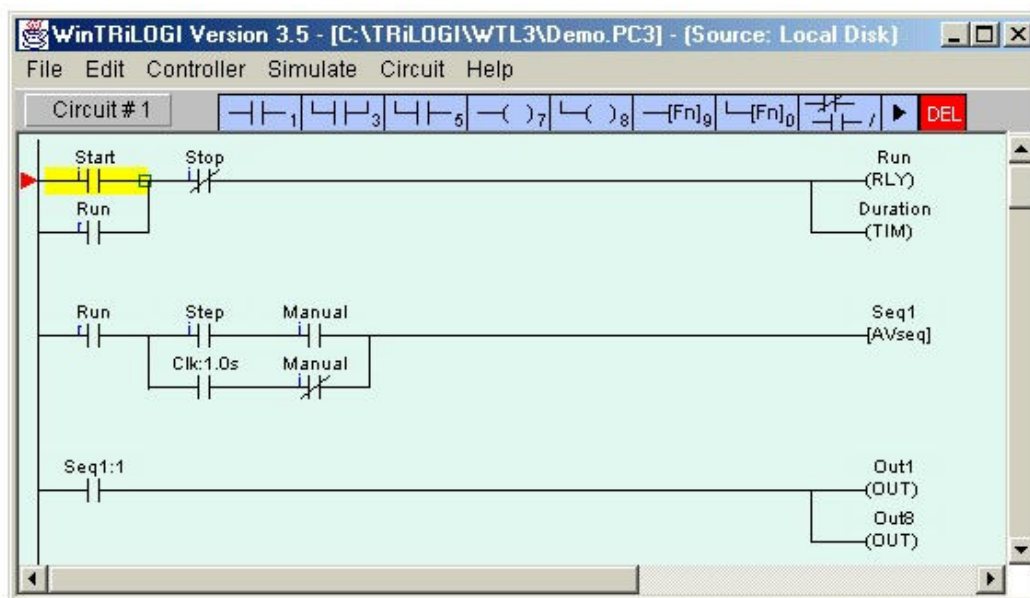 WinTRiLOGI Version 3.5 - [C:\TRiLOGI\WTL3\Demo.PC3] - (Source: Local Disk)
File Edit Controller Simulate Circuit Help
Circuit # 1 1 3 5 ( )7 ( )8 [Fn]9 [Fn]0 / DEL
Start Stop Run
i i (RLY)
Run Duration
r (TIM)
Run Step Manual Seq1
r i i [AVseq]
Clk:1.0s Manual
i
Seq1:1 Out1
(OUT)
Out8
(OUT)